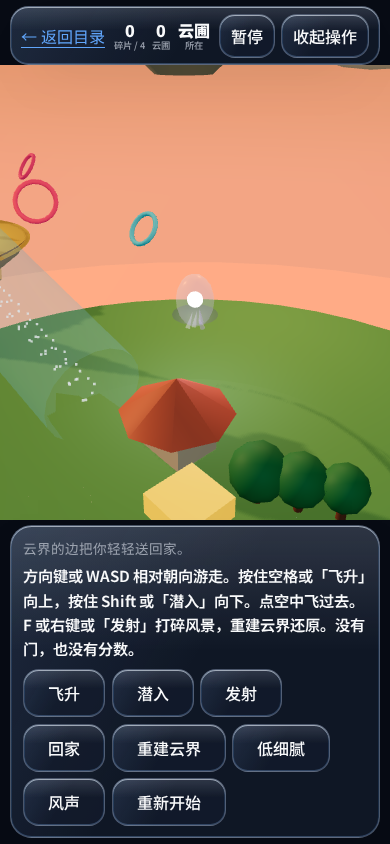 ← 返回目录
0
碎片 / 4
0
云圃
云圃
所在
暂停
收起操作
云界的边把你轻轻送回家。
方向键或 WASD 相对朝向游走。按住空格或「飞升」
向上，按住 Shift 或「潜入」向下。点空中飞过去。
F 或右键或「发射」打碎风景，重建云界还原。没有
门，也没有分数。
飞升
潜入
发射
回家
重建云界
低细腻
风声
重新开始